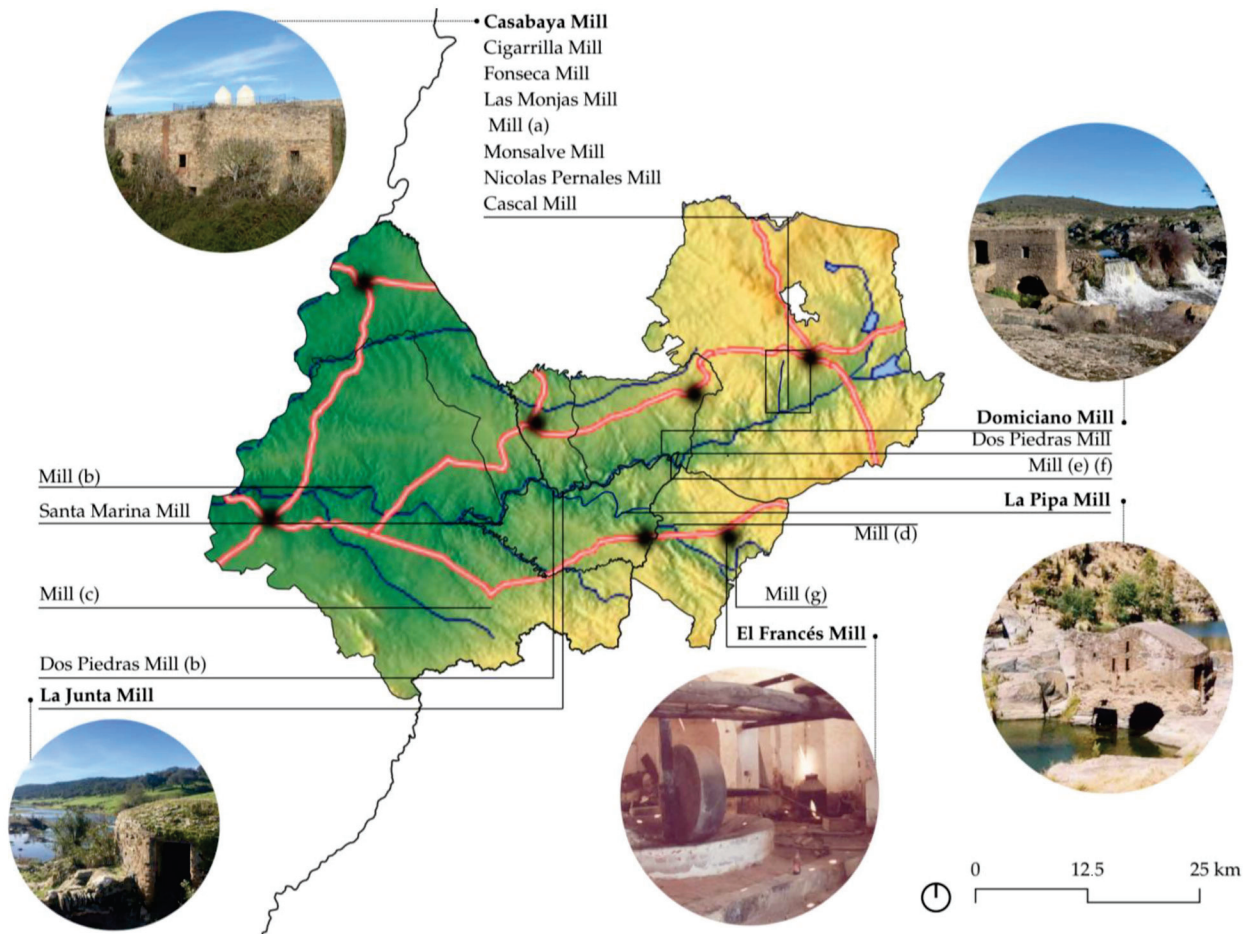 Casabaya Mill
Cigarrilla Mill
Fonseca Mill
Las Monjas Mill
Mill (a)
Monsalve Mill
Nicolas Pernales Mill
Cascal Mill
Domiciano Mill
Dos Piedras Mill
Mill (e) (f)
La Pipa Mill
Mill (d)
Mill (b)
Santa Marina Mill
Mill (c)
Mill (g)
El Francés Mill
Dos Piedras Mill (b)
La Junta Mill
0 12.5 25 km